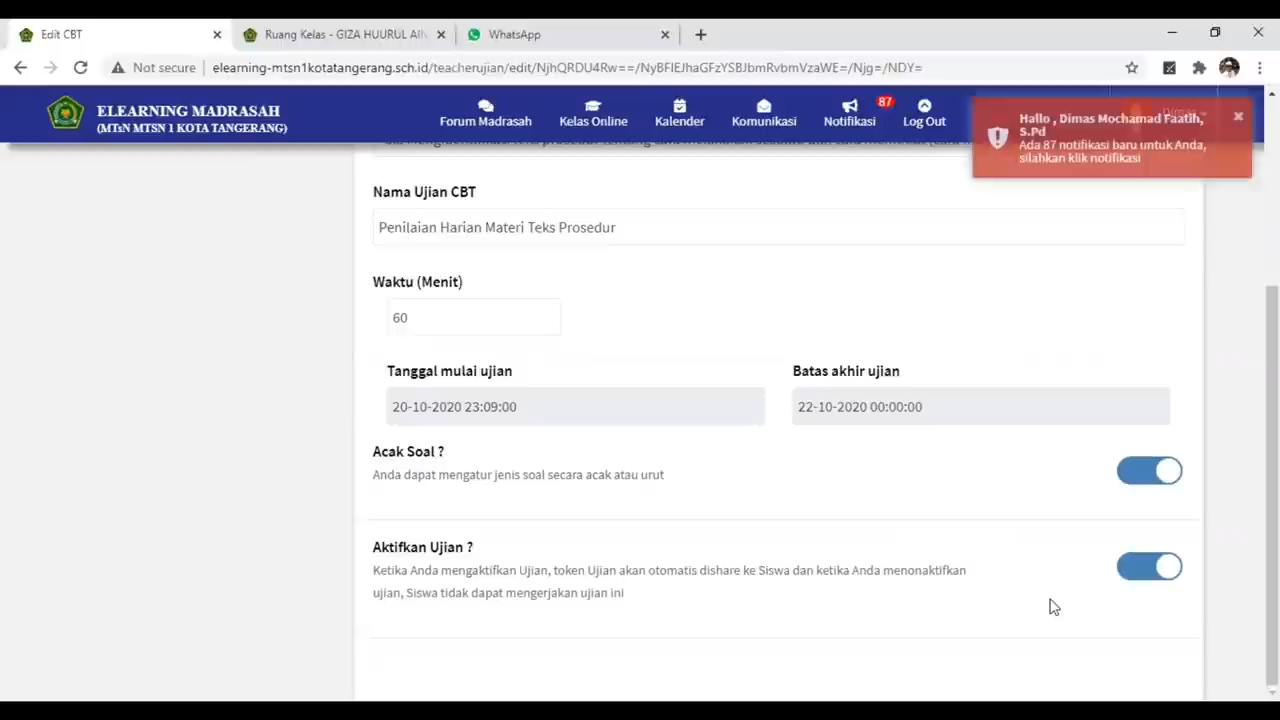 Edit CBT
Ruang Kelas - GIZA HUURUL AIN
WhatsApp
Not secure
elearning-mtsn1kotatangerang.sch.id/teacherujian/edit/NjhQRDU4Rw==/NyBFIEJhaGFzYSBJbmRvbmVzaWE=/Njg=/NDY=
ELEARNING MADRASAH
(MTsN MTSN 1 KOTA TANGERANG)
Forum Madrasah
Kelas Online
Kalender
Komunikasi
Notifikasi
87
Log Out
Hallo , Dimas Mochamad Faatih, S.Pd
Ada 87 notifikasi baru untuk Anda,
silahkan klik notifikasi
Nama Ujian CBT
Penilaian Harian Materi Teks Prosedur
Waktu (Menit)
60
Tanggal mulai ujian
Batas akhir ujian
20-10-2020 23:09:00
22-10-2020 00:00:00
Acak Soal ?
Anda dapat mengatur jenis soal secara acak atau urut
Aktifkan Ujian ?
Ketika Anda mengaktifkan Ujian, token Ujian akan otomatis dishare ke Siswa dan ketika Anda menonaktifkan
ujian, Siswa tidak dapat mengerjakan ujian ini